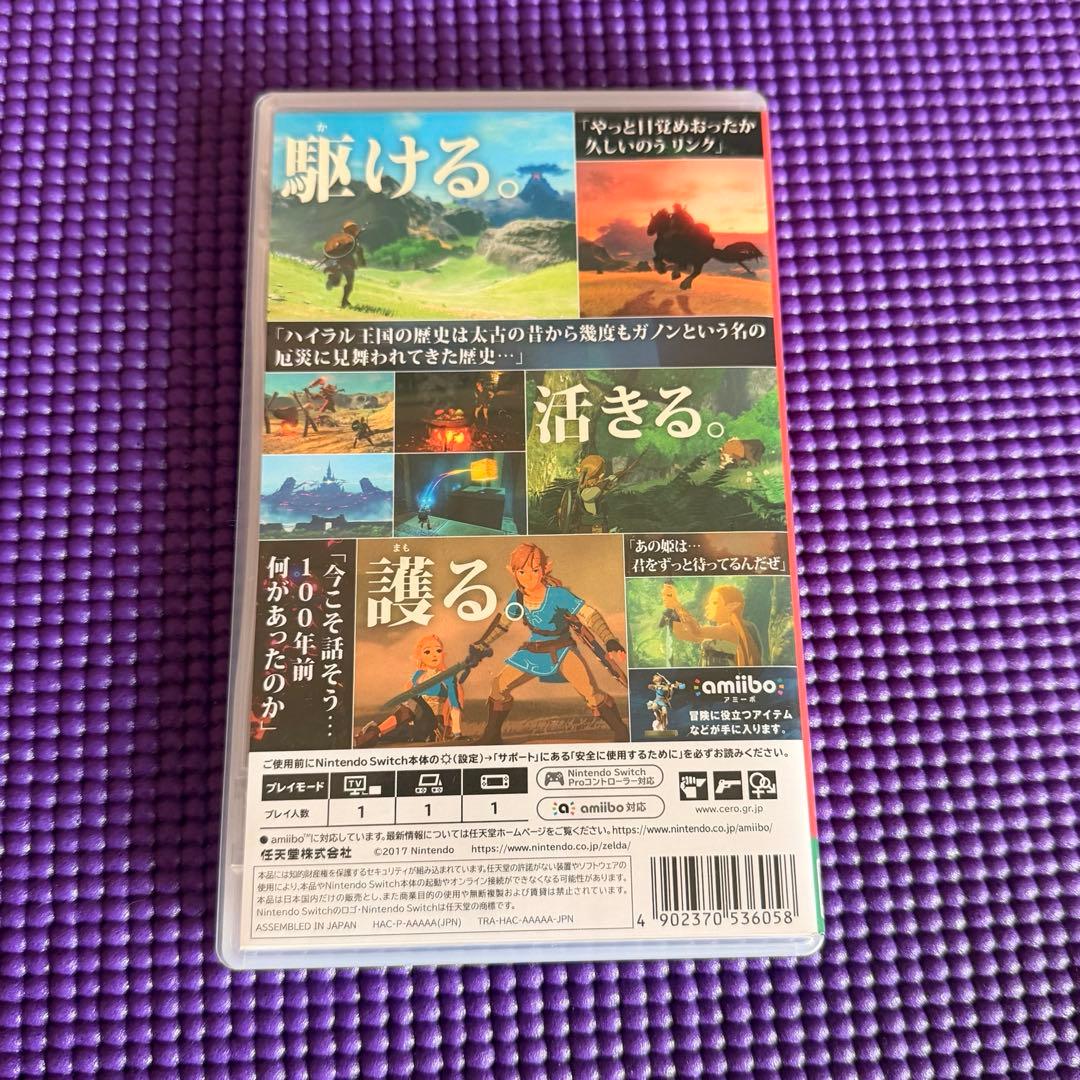 か
駆ける。
「やっと目覚めおったか
久しいのう リンク」
「ハイラル王国の歴史は太古の昔から幾度もガノンという名の
厄災に見舞われてきた歴史…」
活きる。
「今こそ話そう…
100年前
何があったのか」
まも
護る。
「あの姫は…
君をずっと待ってるんだぜ」
amiibo
アミーボ
冒険に役立つアイテム
などが手に入ります。
ご使用前にNintendo Switch本体の(設定)→「サポート」にある「安全に使用するために」を必ずお読みください。
プレイモード
TV
Nintendo Switch
Proコントローラー対応
プレイ人数 1 1 1
amiibo 対応
www.cero.gr.jp
●amiibo™に対応しています。最新情報については任天堂ホームページをご覧ください。https://www.nintendo.co.jp/amiibo/
任天堂株式会社 ©2017 Nintendo https://www.nintendo.co.jp/zelda/
本品には知的財産権を保護するセキュリティが組み込まれています。任天堂の許諾がない装置やソフトウェアの
使用により、本品やNintendo Switch本体の起動やオンライン接続ができなくなる可能性があります。
本品は日本国内だけの販売とし、また商業目的の使用や無断複製および賃貸は禁止されています。
Nintendo Switchのロゴ・Nintendo Switchは任天堂の商標です。
ASSEMBLED IN JAPAN HAC-P-AAAAA(JPN) TRA-HAC-AAAAA-JPN
4 902370 536058